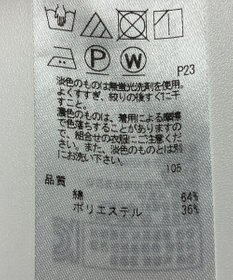 P
W
P23
淡色のものは無蛍光洗剤を使用。
よくすすぎ、絞りの後すぐ干
すこと。
濃色のものは、着用による摩擦
で色落ちすることがありますの
で、組合せの衣服にご注意くだ
さい。また、淡色のものとは別
に洗い下さい。
105
品質
綿 64%
ポリエステル 36%